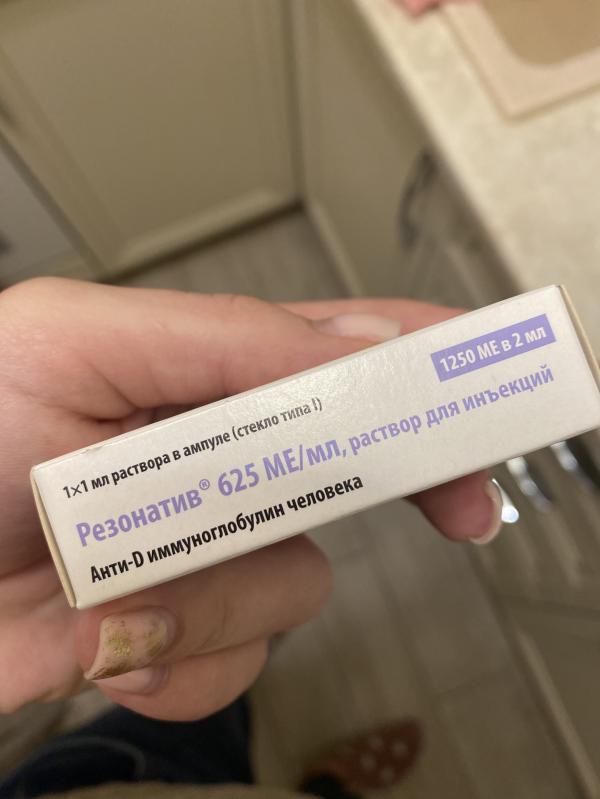 1250 МЕ в 2 мл
1×1 мл раствора в ампуле (стекло типа I)
Резонатив® 625 МЕ/мл, раствор для инъекций
Анти-D иммуноглобулин человека